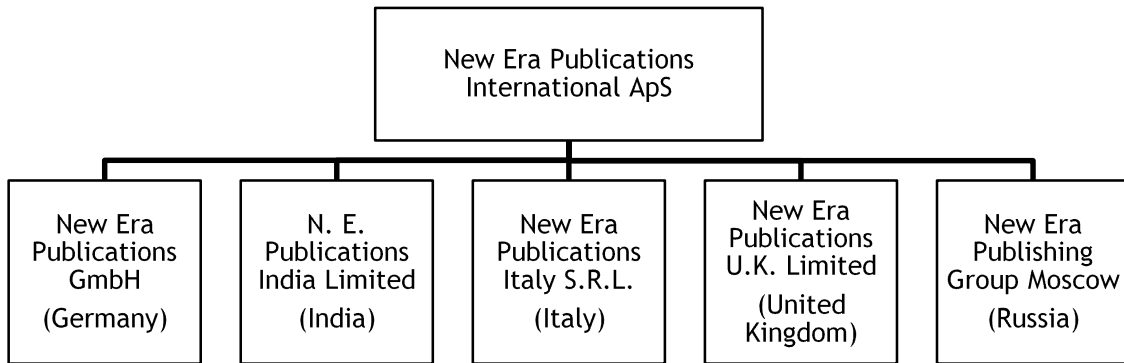 New Era Publications
International ApS
New Era
Publications
GmbH
(Germany)
N. E.
Publications
India Limited
(India)
New Era
Publications
Italy S.R.L.
(Italy)
New Era
Publications
U.K. Limited
(United
Kingdom)
New Era
Publishing
Group Moscow
(Russia)